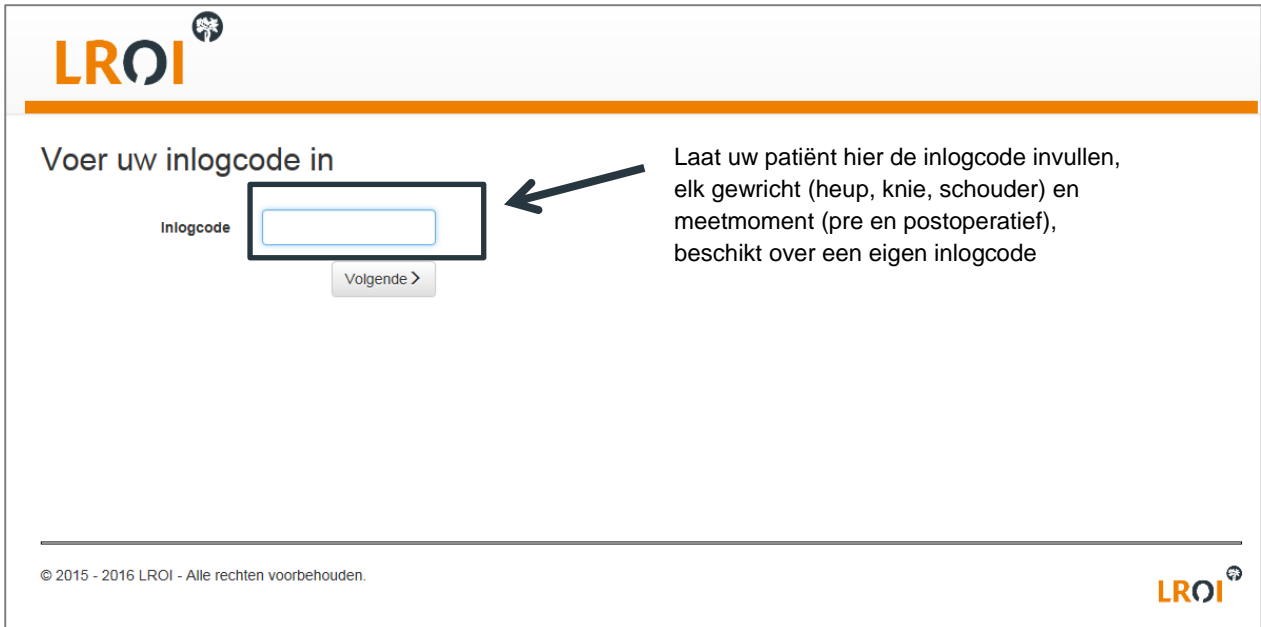 LROI
Voer uw inlogcode in
Inlogcode
Volgende
Laat uw patiënt hier de inlogcode invullen,
elk gewricht (heup, knie, schouder) en
meetmoment (pre en postoperatief),
beschikt over een eigen inlogcode
© 2015 - 2016 LROI - Alle rechten voorbehouden.
LROI